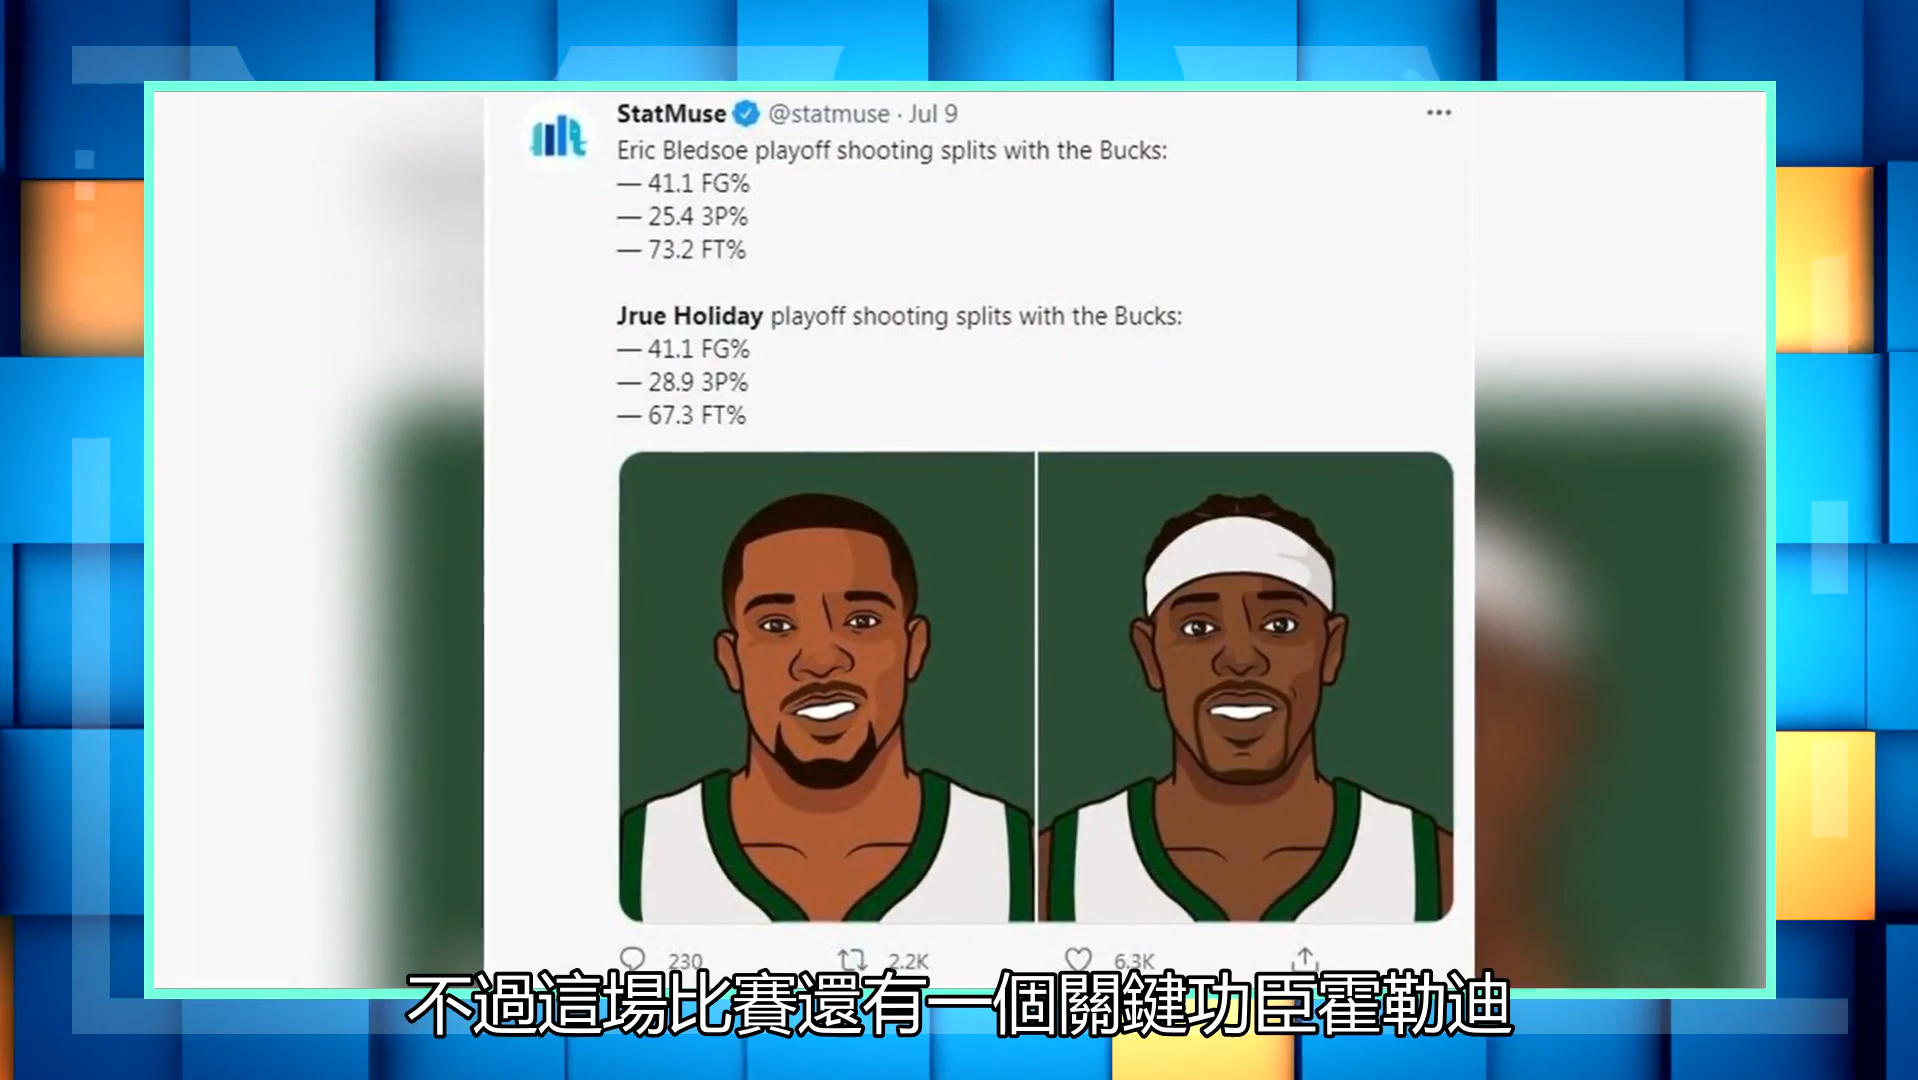 StatMuse @statmuse · Jul 9
Eric Bledsoe playoff shooting splits with the Bucks:
— 41.1 FG%
— 25.4 3P%
— 73.2 FT%
Jrue Holiday playoff shooting splits with the Bucks:
— 41.1 FG%
— 28.9 3P%
— 67.3 FT%
230 2.2K 6.3K
不過這場比賽還有一個關鍵功臣霍勒迪